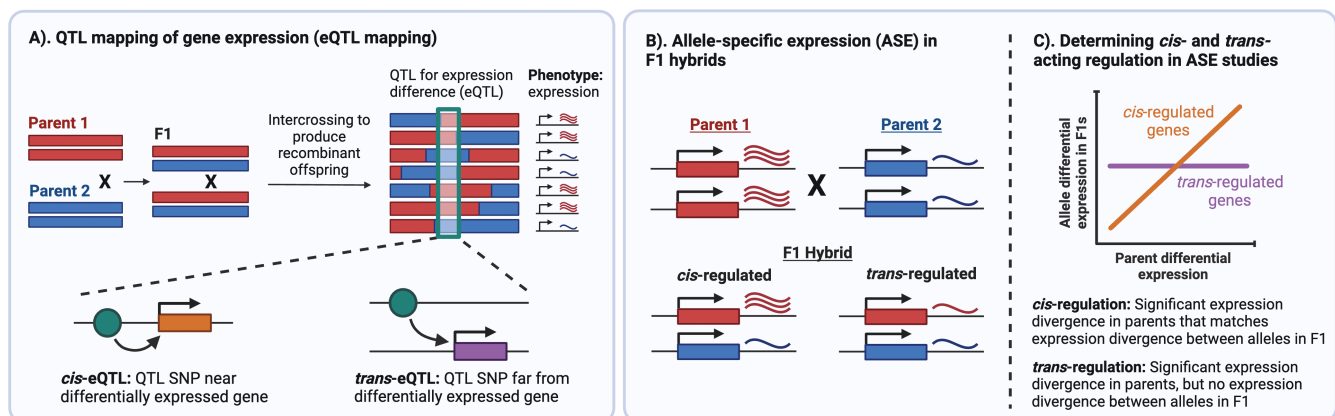 A). QTL mapping of gene expression (eQTL mapping)
QTL for expression
difference (eQTL)
Phenotype:
expression
Parent 1
F1
Intercrossing to
produce
recombinant
offspring
X
X
Parent 2
cis-eQTL: QTL SNP near
differentially expressed gene
trans-eQTL: QTL SNP far from
differentially expressed gene
B). Allele-specific expression (ASE) in
F1 hybrids
Parent 1
Parent 2
X
F1 Hybrid
cis-regulated
trans-regulated
C). Determining cis- and trans-
acting regulation in ASE studies
Allele differential
expression in F1s
cis-regulated
genes
trans-regulated
genes
Parent differential
expression
cis-regulation: Significant expression
divergence in parents that matches
expression divergence between alleles in F1
trans-regulation: Significant expression
divergence in parents, but no expression
divergence between alleles in F1